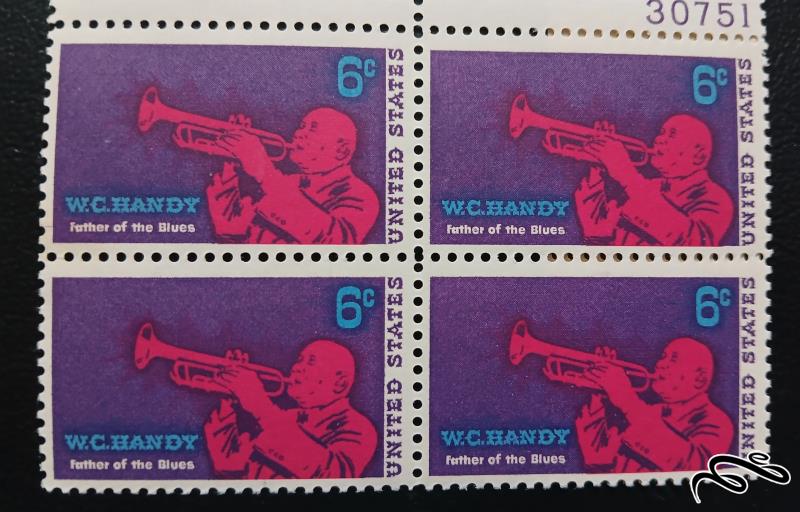 30751
6c
UNITED STATES
W.C.HANDY
Father of the Blues
6c
UNITED STATES
W.C.HANDY
Father of the Blues
6c
UNITED STATES
W.C.HANDY
Father of the Blues
6c
UNITED STATES
W.C.HANDY
Father of the Blues